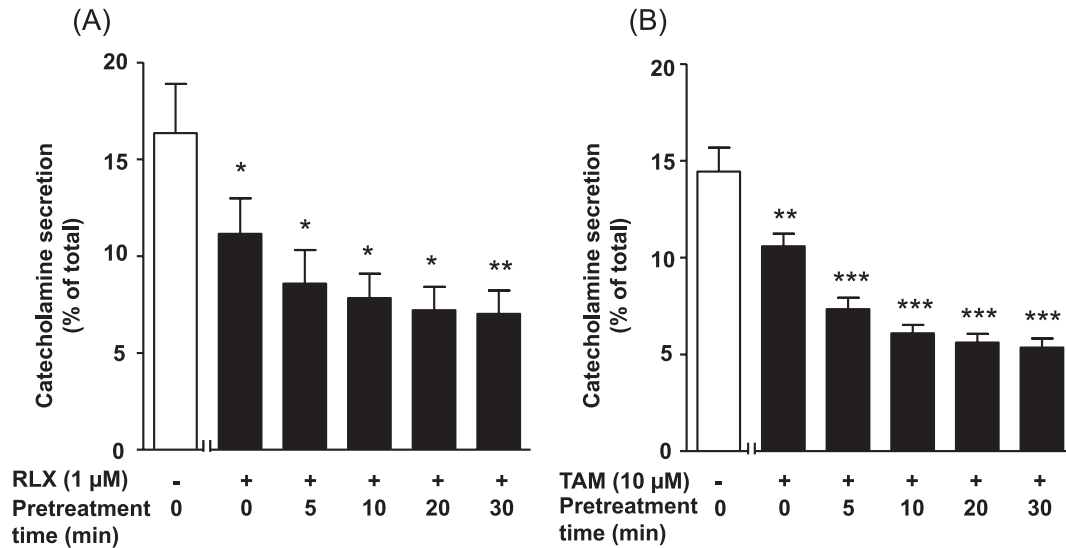 (A)
20
15
10
5
0
Catecholamine secretion
(% of total)
*
*
*
*
**
RLX (1 µM) - + + + + +
Pretreatment 0 0 5 10 20 30
time (min)
(B)
20
15
10
5
0
Catecholamine secretion
(% of total)
**
***
***
***
***
TAM (10 µM) - + + + + +
Pretreatment 0 0 5 10 20 30
time (min)